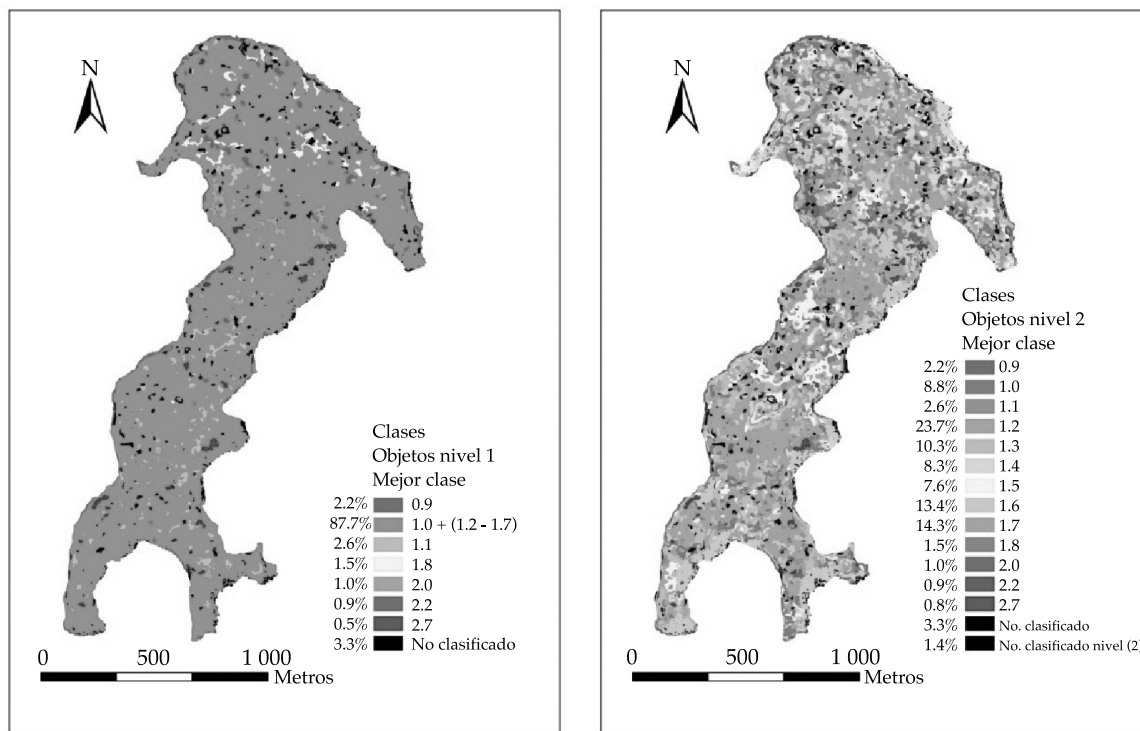 N
Clases
Objetos nivel 1
Mejor clase
2.2% 0.9
87.7% 1.0 + (1.2 - 1.7)
2.6% 1.1
1.5% 1.8
1.0% 2.0
0.9% 2.2
0.5% 2.7
3.3% No clasificado
0 500 1 000
Metros
N
Clases
Objetos nivel 2
Mejor clase
2.2% 0.9
8.8% 1.0
2.6% 1.1
23.7% 1.2
10.3% 1.3
8.3% 1.4
7.6% 1.5
13.4% 1.6
14.3% 1.7
1.5% 1.8
1.0% 2.0
0.9% 2.2
0.8% 2.7
3.3% No. clasificado
1.4% No. clasificado nivel (2)
0 500 1 000
Metros